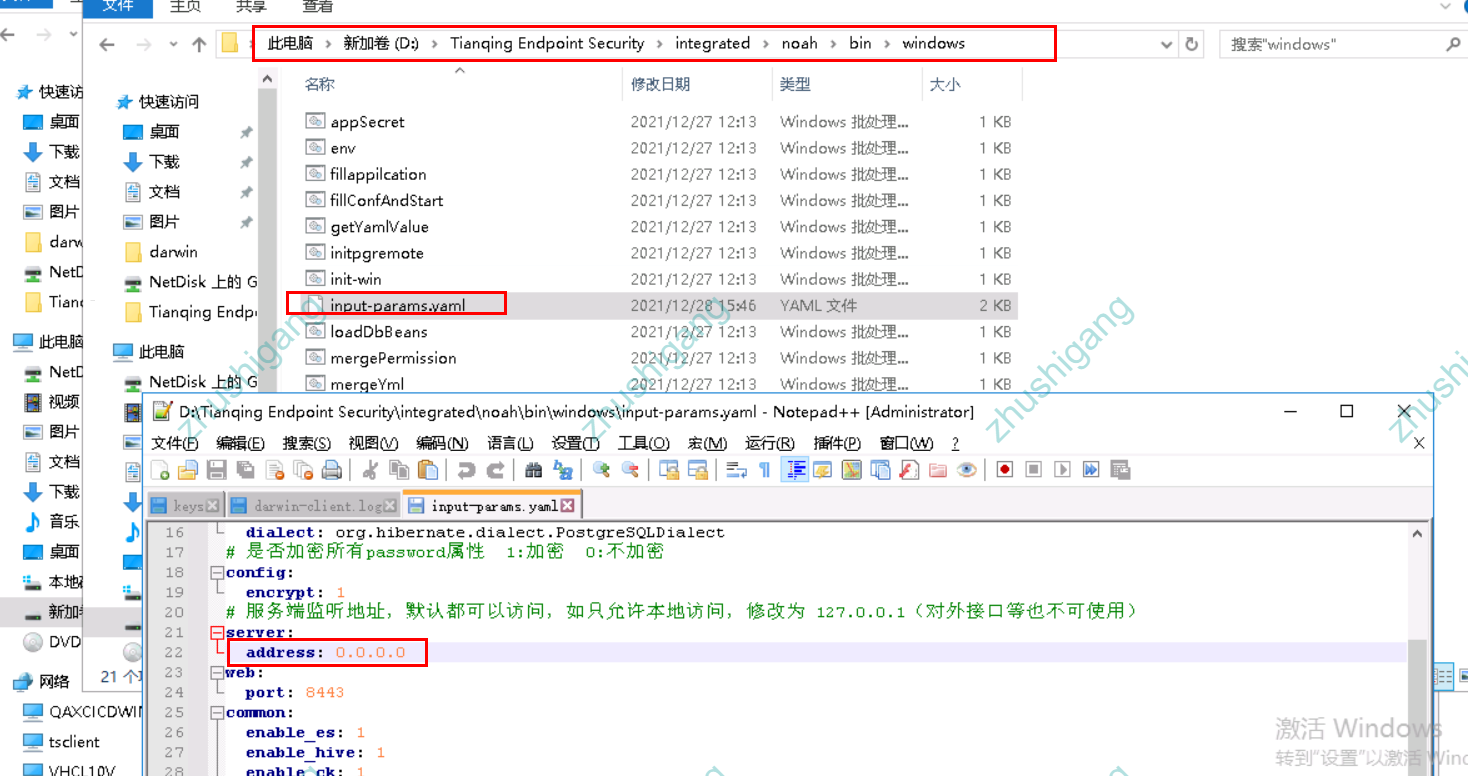 文件 主页 共享 查看
此电脑 › 新加卷 (D:) › Tianqing Endpoint Security › integrated › noah › bin › windows
搜索"windows"
名称 修改日期 类型 大小
快速访
桌面
下载
文档
图片
NetD
此电脑
NetD
视频
图片
文档
下载
音乐
桌面
新加卷
DVD
网络
QAXCICDWIN
tsclient
VHCL10V
快速访问
桌面
下载
文档
图片
darwin
NetDisk 上的 G
Tianqing Endp
此电脑
NetDisk 上的 G
appSecret 2021/12/27 12:13 Windows 批处理... 1 KB
env 2021/12/27 12:13 Windows 批处理... 1 KB
fillappilcation 2021/12/27 12:13 Windows 批处理... 1 KB
fillConfAndStart 2021/12/27 12:13 Windows 批处理... 1 KB
getYamlValue 2021/12/27 12:13 Windows 批处理... 1 KB
initpgremote 2021/12/27 12:13 Windows 批处理... 1 KB
init-win 2021/12/27 12:13 Windows 批处理... 1 KB
input-params.yaml 2021/12/28 15:46 YAML 文件 2 KB
loadDbBeans 2021/12/27 12:13 Windows 批处理... 1 KB
mergePermission 2021/12/27 12:13 Windows 批处理... 1 KB
mergeYml 2021/12/27 12:13 Windows 批处理... 1 KB
D:\Tianqing Endpoint Security\integrated\noah\bin\windows\input-params.yaml - Notepad++ [Administrator]
文件(F) 编辑(E) 搜索(S) 视图(V) 编码(N) 语言(L) 设置(T) 工具(O) 宏(M) 运行(R) 插件(P) 窗口(W) ?
keys darwin-client.log input-params.yaml
16 dialect: org.hibernate.dialect.PostgreSQLDialect
17 # 是否加密所有password属性 1:加密 0:不加密
18 config:
19 encrypt: 1
20 # 服务端监听地址，默认都可以访问，如只允许本地访问，修改为 127.0.0.1（对外接口等也不可使用）
21 server:
22 address: 0.0.0.0
23 web:
24 port: 8443
25 common:
26 enable_es: 1
27 enable_hive: 1
28 enable_ck: 1
zhushigang
zhushigang
zhushigang
激活 Windows
转到"设置"以激活 Wind